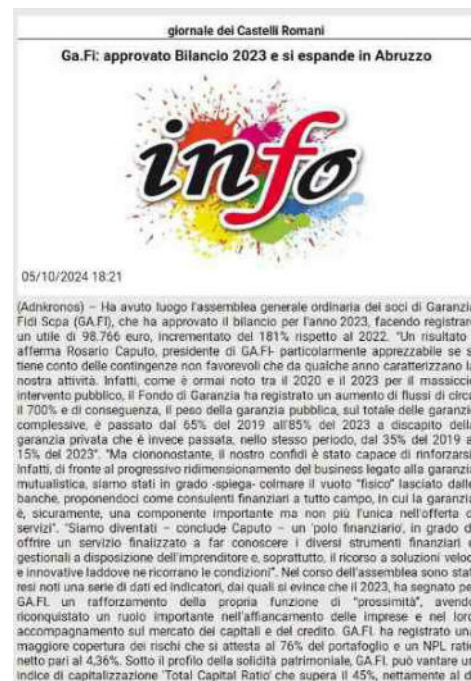 giornale dei Castelli Romani
Ga.Fi: approvato Bilancio 2023 e si espande in Abruzzo
info
05/10/2024 18:21
(Adnkronos) – Ha avuto luogo l'assemblea generale ordinaria dei soci di Garanzia
Fidi Scpa (GA.FI), che ha approvato il bilancio per l'anno 2023, facendo registrare
un utile di 98.766 euro, incrementato del 181% rispetto al 2022. "Un risultato -
afferma Rosario Caputo, presidente di GA.FI- particolarmente apprezzabile se si
tiene conto delle contingenze non favorevoli che da qualche anno caratterizzano la
nostra attività. Infatti, come è ormai noto tra il 2020 e il 2023 per il massiccio
intervento pubblico, il Fondo di Garanzia ha registrato un aumento di flussi di circa
il 700% e di conseguenza, il peso della garanzia pubblica, sul totale delle garanzie
complessive, è passato dal 65% del 2019 all'85% del 2023 a discapito della
garanzia privata che è invece passata, nello stesso periodo, dal 35% del 2019 al
15% del 2023". "Ma ciononostante, il nostro confidi è stato capace di rinforzarsi.
Infatti, di fronte al progressivo ridimensionamento del business legato alla garanzia
mutualistica, siamo stati in grado -spiega- colmare il vuoto "fisico" lasciato dalle
banche, proponendoci come consulenti finanziari a tutto campo, in cui la garanzia
è, sicuramente, una componente importante ma non più l'unica nell'offerta di
servizi". "Siamo diventati – conclude Caputo – un 'polo finanziario', in grado di
offrire un servizio finalizzato a far conoscere i diversi strumenti finanziari e
gestionali a disposizione dell'imprenditore e, soprattutto, il ricorso a soluzioni veloci
e innovative laddove ne ricorrano le condizioni". Nel corso dell'assemblea sono stati
resi noti una serie di dati ed indicatori, dai quali si evince che il 2023, ha segnato per
GA.FI. un rafforzamento della propria funzione di "prossimità", avendo
riconquistato un ruolo importante nell'affiancamento delle imprese e nel loro
accompagnamento sul mercato dei capitali e del credito. GA.FI. ha registrato una
maggiore copertura dei rischi che si attesta al 76% del portafoglio e un NPL ratio
netto pari al 4,36%. Sotto il profilo della solidità patrimoniale, GA.FI. può vantare un
indice di capitalizzazione 'Total Capital Ratio' che supera il 45%, nettamente al di